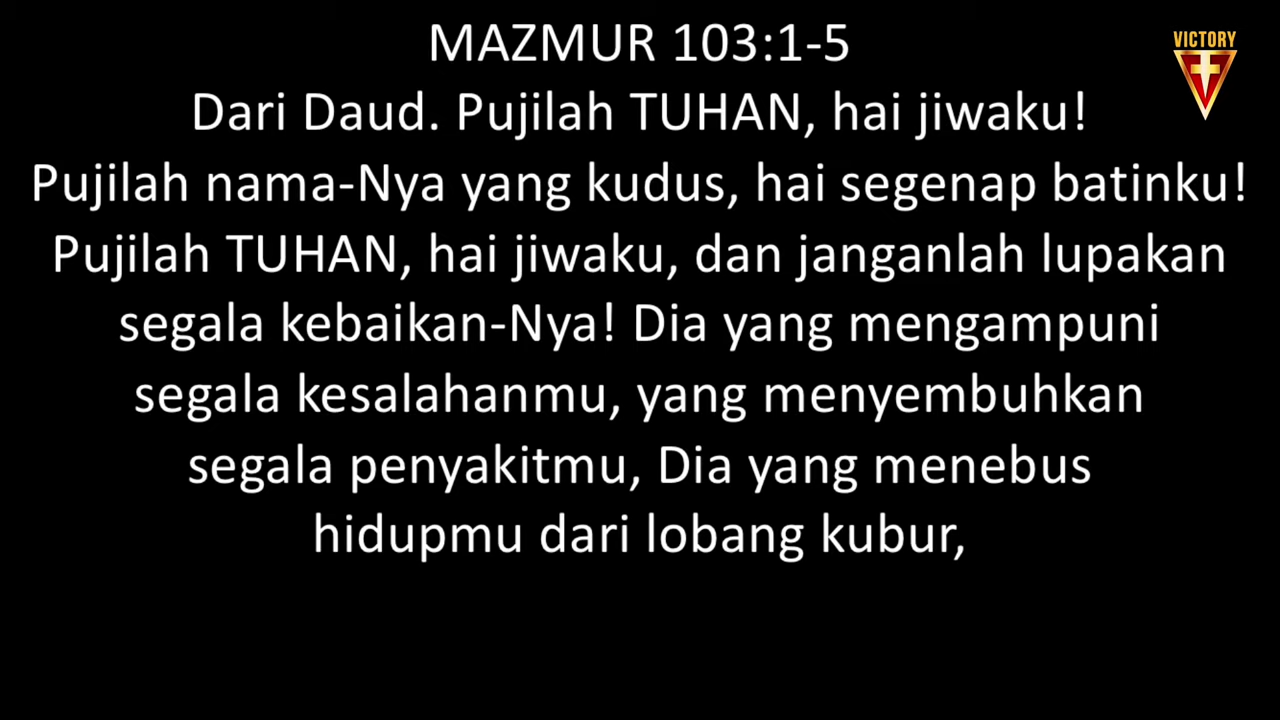 MAZMUR 103:1-5
VICTORY
Dari Daud. Pujilah TUHAN, hai jiwaku!
Pujilah nama-Nya yang kudus, hai segenap batinku!
Pujilah TUHAN, hai jiwaku, dan janganlah lupakan
segala kebaikan-Nya! Dia yang mengampuni
segala kesalahanmu, yang menyembuhkan
segala penyakitmu, Dia yang menebus
hidupmu dari lobang kubur,